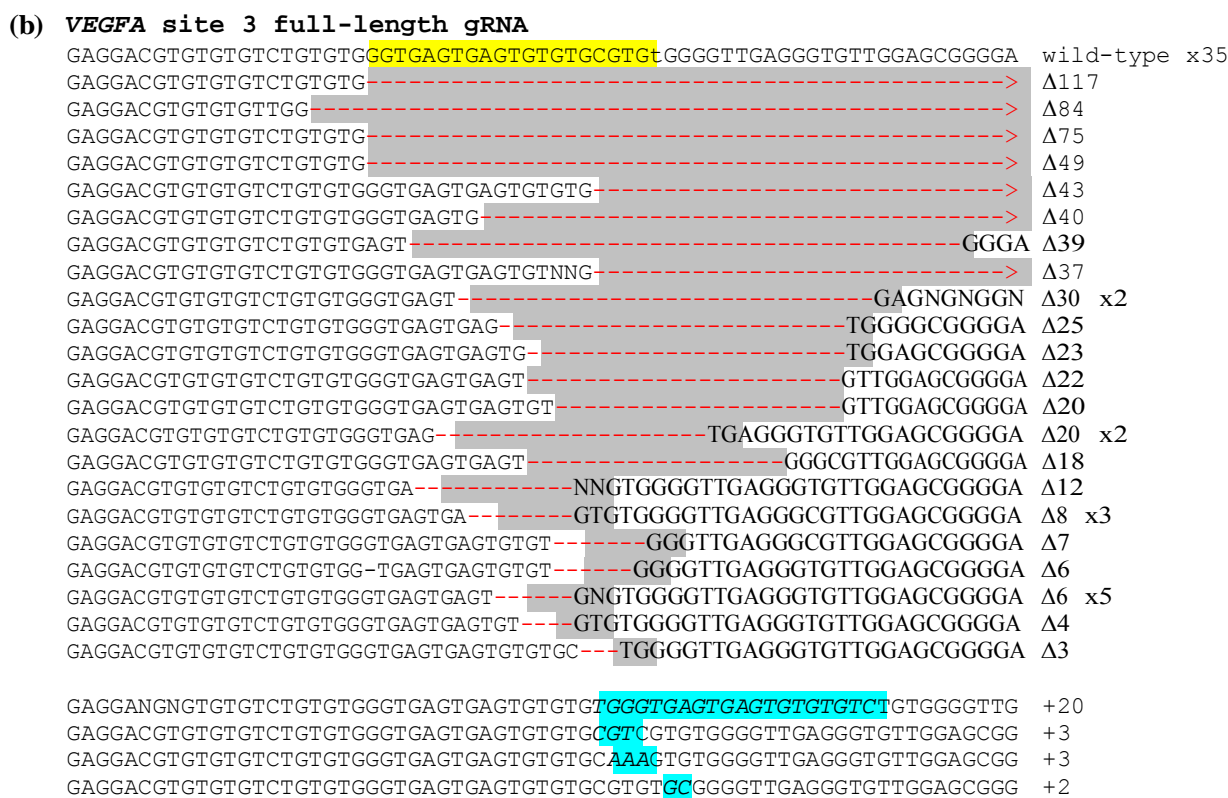 (b) VEGFA site 3 full-length gRNA
GAGGACGTGTGTGTCTGTGTGGGTGAGTGAGTGTGTGCGTGtGGGGTTGAGGGTGTTGGAGCGGGGA wild-type x35
GAGGACGTGTGTGTCTGTGTG---------------------------------------------> Δ117
GAGGACGTGTGTGTTGG-------------------------------------------------> Δ84
GAGGACGTGTGTGTCTGTGTG---------------------------------------------> Δ75
GAGGACGTGTGTGTCTGTGTG---------------------------------------------> Δ49
GAGGACGTGTGTGTCTGTGTGGGTGAGTGAGTGTGTG-----------------------------> Δ43
GAGGACGTGTGTGTCTGTGTGGGTGAGTG-------------------------------------> Δ40
GAGGACGTGTGTGTCTGTGTGAGT---------------------------------------GGGA Δ39
GAGGACGTGTGTGTCTGTGTGGGTGAGTGAGTGTNNG-----------------------------> Δ37
GAGGACGTGTGTGTCTGTGTGGGTGAGT-----------------------------GAGNGNGGN Δ30 x2
GAGGACGTGTGTGTCTGTGTGGGTGAGTGAG------------------------TGGGGCGGGGA Δ25
GAGGACGTGTGTGTCTGTGTGGGTGAGTGAGTG----------------------TGGAGCGGGGA Δ23
GAGGACGTGTGTGTCTGTGTGGGTGAGTGAGT----------------------GTTGGAGCGGGGA Δ22
GAGGACGTGTGTGTCTGTGTGGGTGAGTGAGTGT--------------------GTTGGAGCGGGGA Δ20
GAGGACGTGTGTGTCTGTGTGGGTGAG-------------------TGAGGGTGTTGGAGCGGGGA Δ20 x2
GAGGACGTGTGTGTCTGTGTGGGTGAGTGAGT------------------GGGCGTTGGAGCGGGGA Δ18
GAGGACGTGTGTGTCTGTGTGGGTGA-----------NNGTGGGGTTGAGGGTGTTGGAGCGGGGA Δ12
GAGGACGTGTGTGTCTGTGTGGGTGAGTGA-------GTGTGGGGTTGAGGGCGTTGGAGCGGGGA Δ8 x3
GAGGACGTGTGTGTCTGTGTGGGTGAGTGAGTGTGT-------GGGTTGAGGGCGTTGGAGCGGGGA Δ7
GAGGACGTGTGTGTCTGTGTGG-TGAGTGAGTGTGT-----GGGGTTGAGGGTGTTGGAGCGGGGA Δ6
GAGGACGTGTGTGTCTGTGTGGGTGAGTGAGT------GNGTGGGGTTGAGGGTGTTGGAGCGGGGA Δ6 x5
GAGGACGTGTGTGTCTGTGTGGGTGAGTGAGTGT----GTGTGGGGTTGAGGGTGTTGGAGCGGGGA Δ4
GAGGACGTGTGTGTCTGTGTGGGTGAGTGAGTGTGTGC---TGGGGTTGAGGGTGTTGGAGCGGGGA Δ3
GAGGANGNGTGTGTCTGTGTGGGTGAGTGAGTGTGTGTGGGTGAGTGAGTGTGTGTCTGTGGGGTTG +20
GAGGACGTGTGTGTCTGTGTGGGTGAGTGAGTGTGTGCGTCGTGTGGGGTTGAGGGTGTTGGAGCGG +3
GAGGACGTGTGTGTCTGTGTGGGTGAGTGAGTGTGTGCAAAGTGTGGGGTTGAGGGTGTTGGAGCGG +3
GAGGACGTGTGTGTCTGTGTGGGTGAGTGAGTGTGTGCGTGTGCGGGGTTGAGGGTGTTGGAGCGGG +2